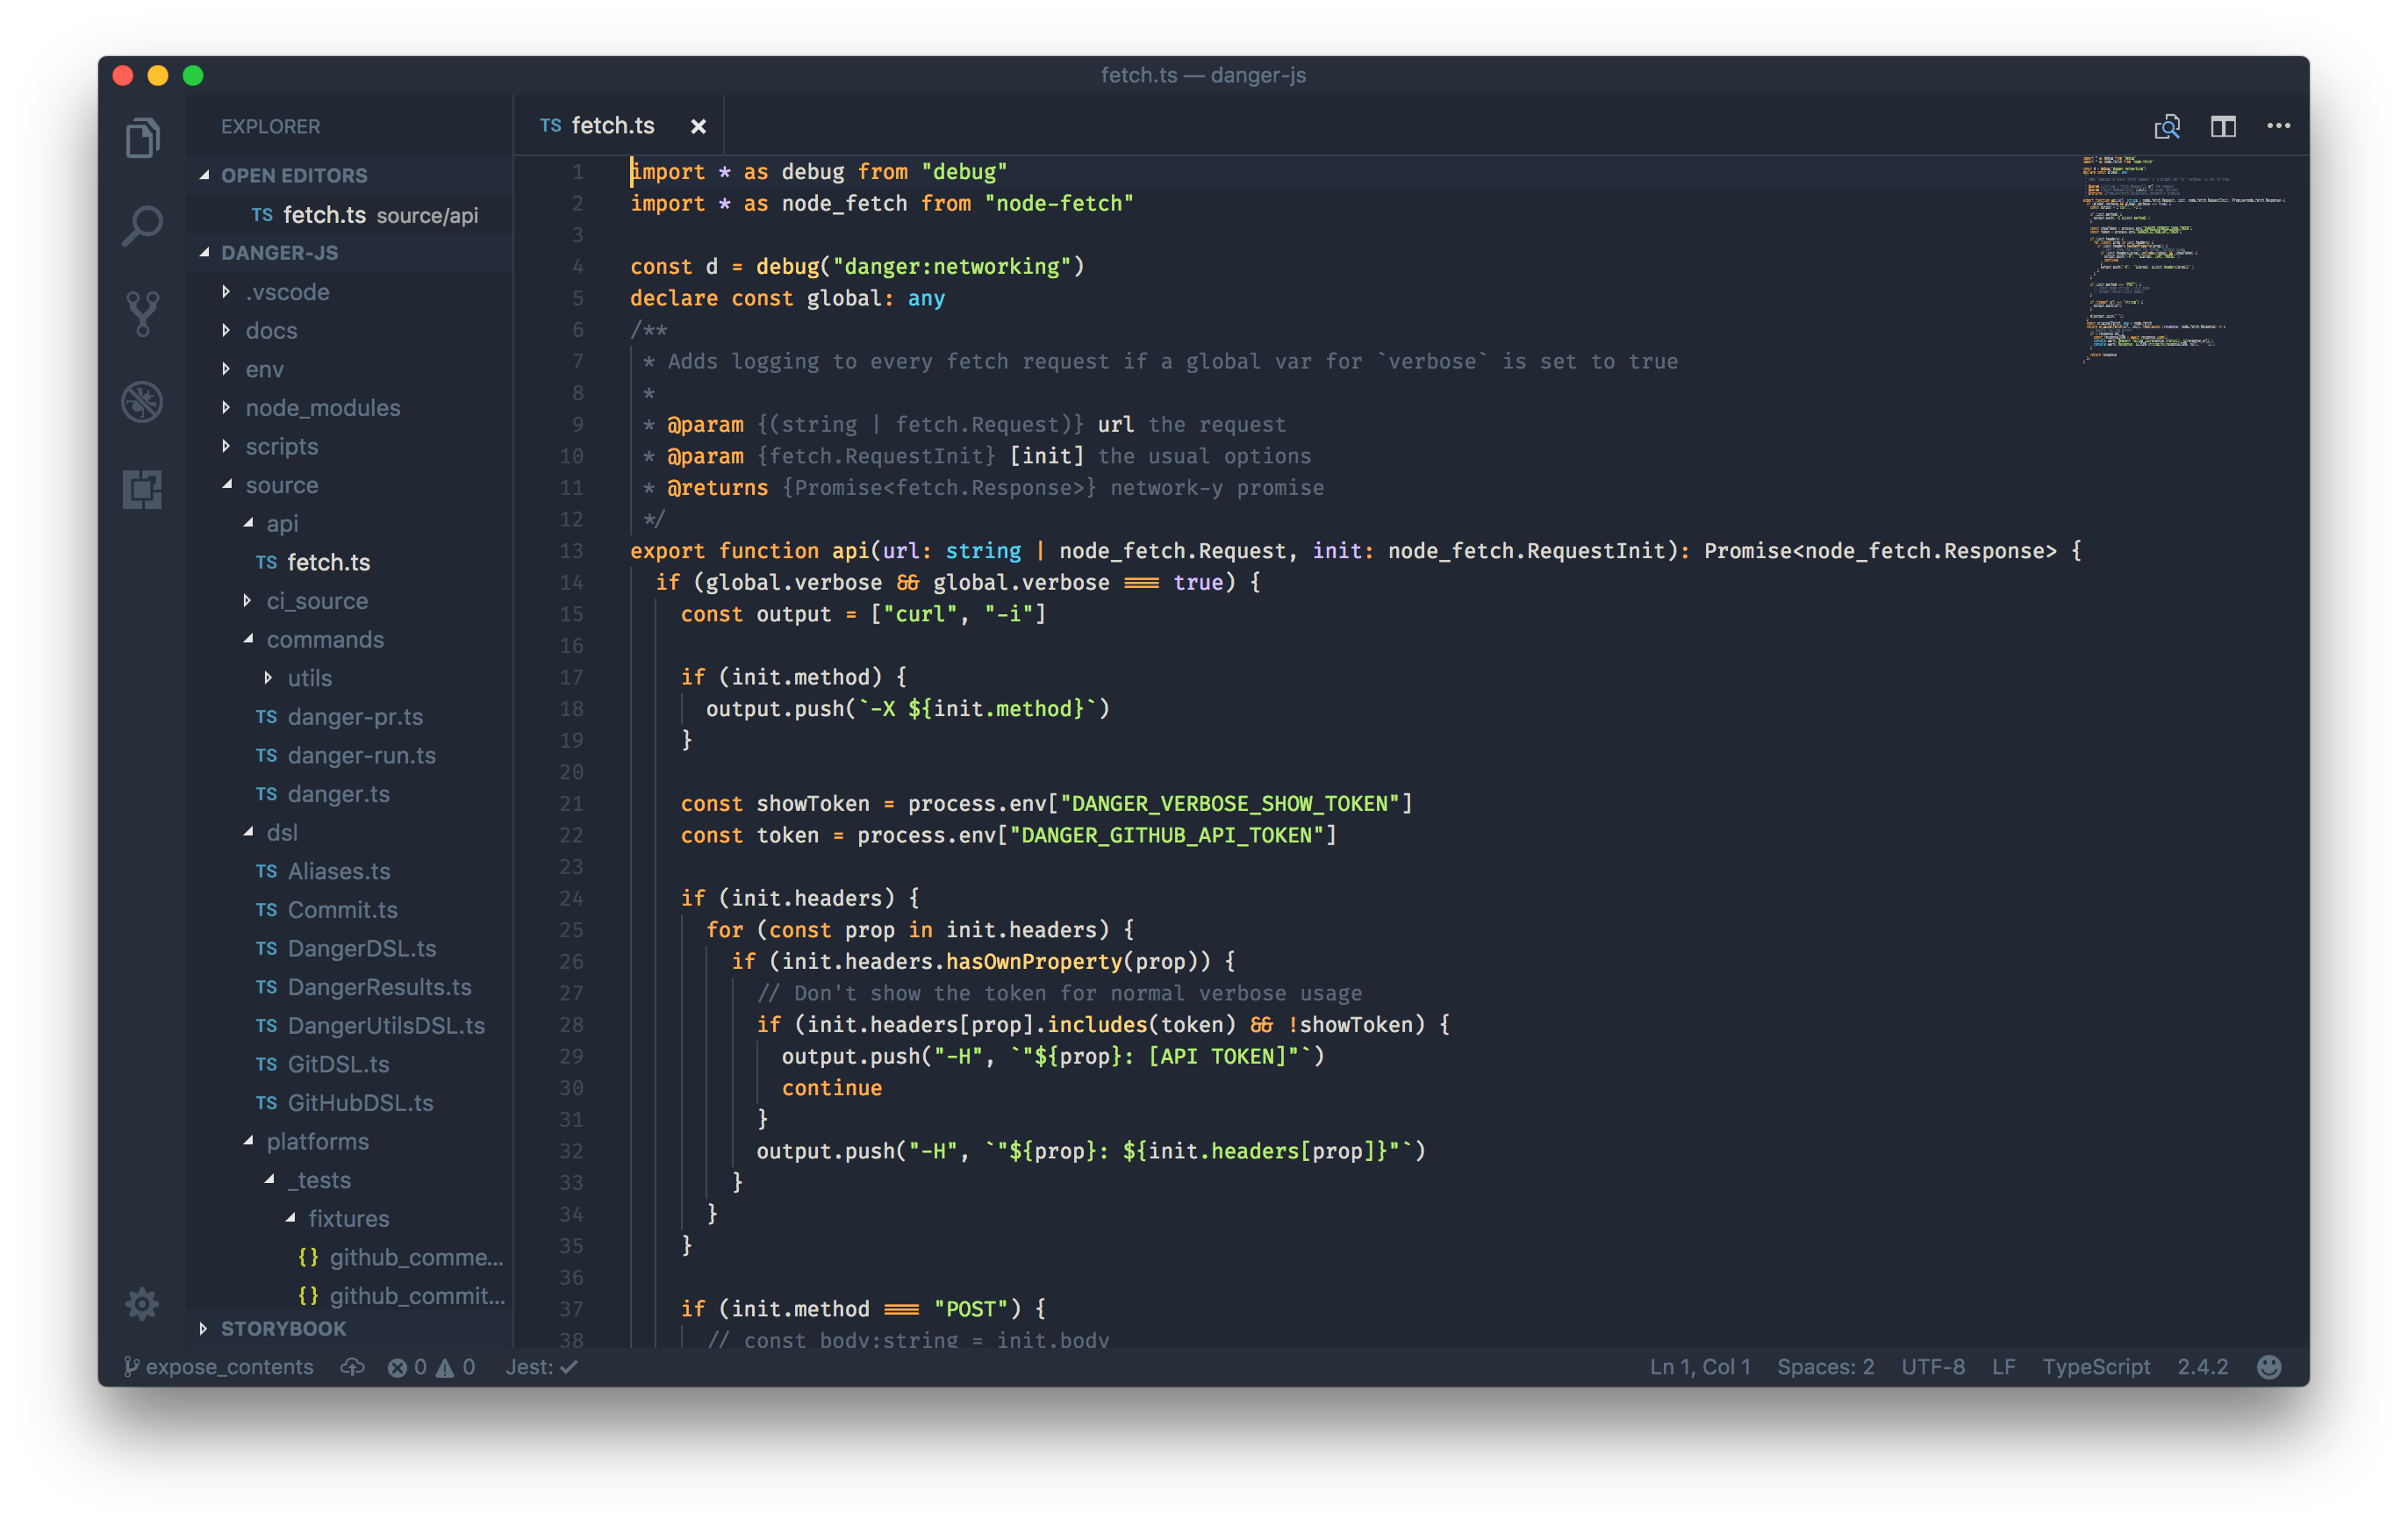 fetch.ts — danger-js
EXPLORER
OPEN EDITORS
TS fetch.ts source/api
DANGER-JS
.vscode
docs
env
node_modules
scripts
source
api
TS fetch.ts
ci_source
commands
utils
TS danger-pr.ts
TS danger-run.ts
TS danger.ts
dsl
TS Aliases.ts
TS Commit.ts
TS DangerDSL.ts
TS DangerResults.ts
TS DangerUtilsDSL.ts
TS GitDSL.ts
TS GitHubDSL.ts
platforms
_tests
fixtures
{} github_comme...
{} github_commit...
STORYBOOK
TS fetch.ts
1 import * as debug from "debug"
2 import * as node_fetch from "node-fetch"
3
4 const d = debug("danger:networking")
5 declare const global: any
6 /**
7 * Adds logging to every fetch request if a global var for `verbose` is set to true
8 *
9 * @param {(string | fetch.Request)} url the request
10 * @param {fetch.RequestInit} [init] the usual options
11 * @returns {Promise<fetch.Response>} network-y promise
12 */
13 export function api(url: string | node_fetch.Request, init: node_fetch.RequestInit): Promise<node_fetch.Response> {
14 if (global.verbose && global.verbose === true) {
15 const output = ["curl", "-i"]
16
17 if (init.method) {
18 output.push(`-X ${init.method}`)
19 }
20
21 const showToken = process.env["DANGER_VERBOSE_SHOW_TOKEN"]
22 const token = process.env["DANGER_GITHUB_API_TOKEN"]
23
24 if (init.headers) {
25 for (const prop in init.headers) {
26 if (init.headers.hasOwnProperty(prop)) {
27 // Don't show the token for normal verbose usage
28 if (init.headers[prop].includes(token) && !showToken) {
29 output.push("-H", `"${prop}: [API TOKEN]"`)
30 continue
31 }
32 output.push("-H", `"${prop}: ${init.headers[prop]}"`)
33 }
34 }
35 }
36
37 if (init.method === "POST") {
38 // const body:string = init.body
expose_contents 0 0 Jest: ✓ Ln 1, Col 1 Spaces: 2 UTF-8 LF TypeScript 2.4.2